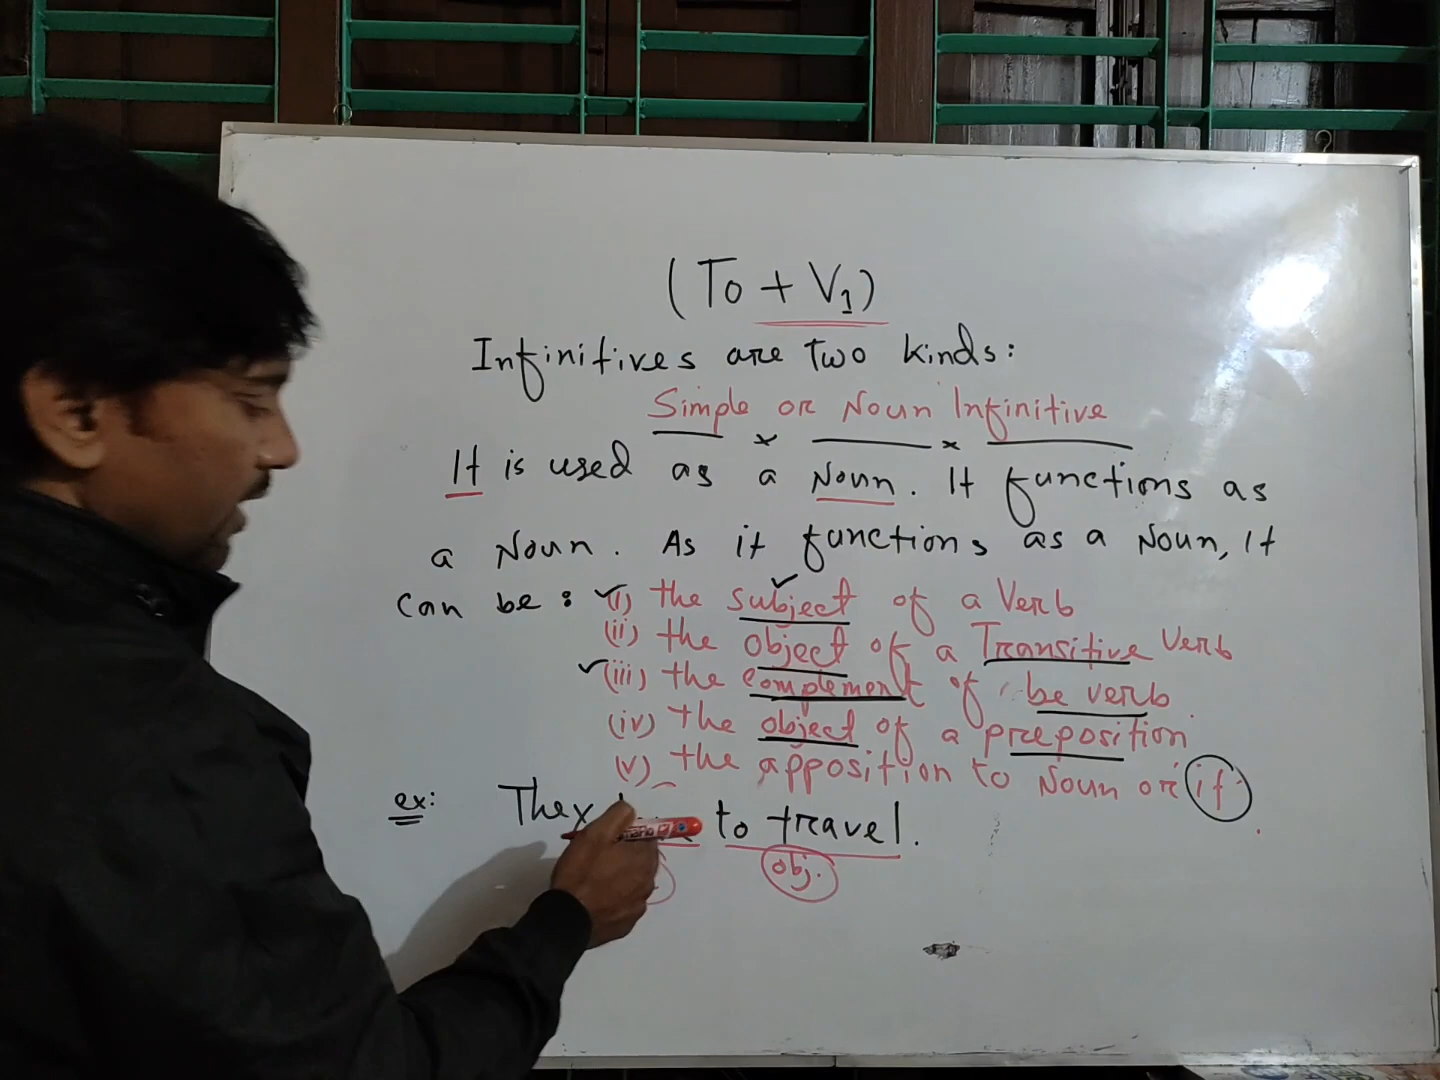 (To + V1)
Infinitives are Two kinds:
Simple or Noun Infinitive
It is used as a Noun. It functions as
a Noun. As it functions as a Noun, It
can be: (i) the subject of a Verb
(ii) the object of a Transitive Verb
(iii) the complement of be verb
(iv) the object of a preposition
(v) the apposition to Noun or it
ex: They to travel.
obj.